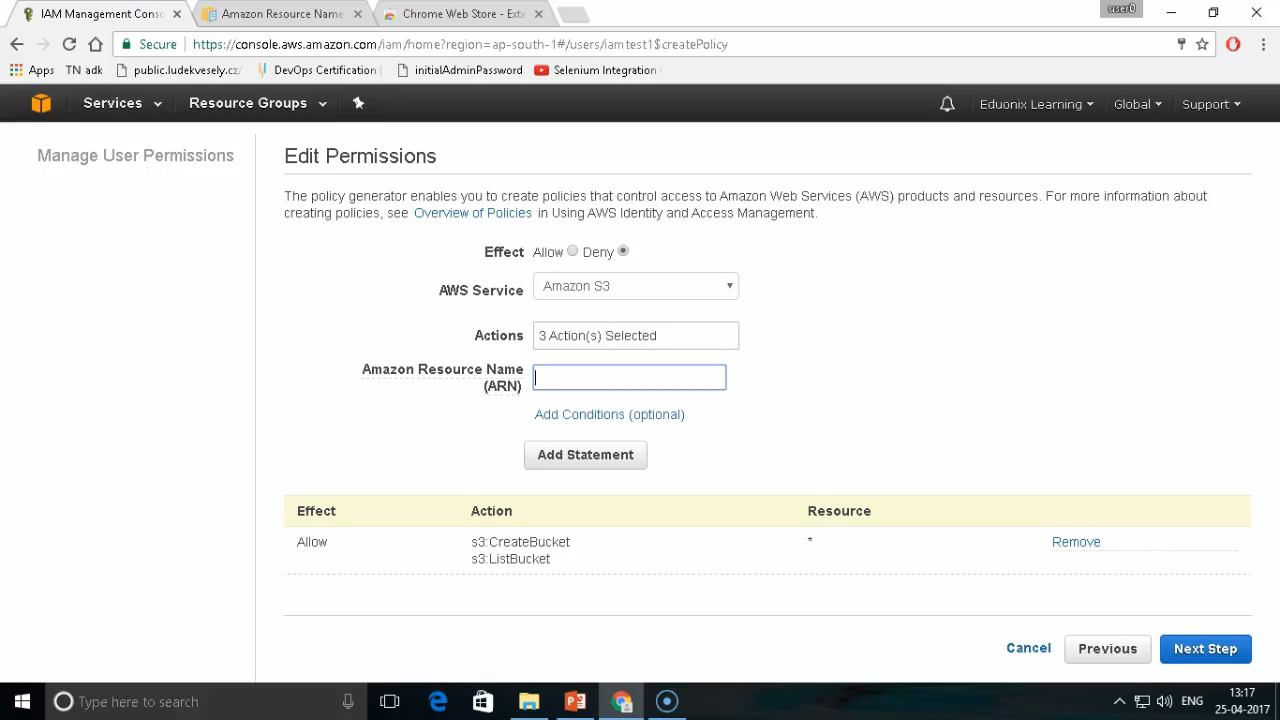 IAM Management Conso
Amazon Resource Name
Chrome Web Store - Exte
user0
Secure
https://console.aws.amazon.com/iam/home?region=ap-south-1#/users/iamtest1$createPolicy
Apps
TN adk
public.ludekvesely.cz/
DevOps Certification
initialAdminPassword
Selenium Integration
Services
Resource Groups
Eduonix Learning
Global
Support
Manage User Permissions
Edit Permissions
The policy generator enables you to create policies that control access to Amazon Web Services (AWS) products and resources. For more information about
creating policies, see Overview of Policies in Using AWS Identity and Access Management.
Effect Allow Deny
AWS Service Amazon S3
Actions 3 Action(s) Selected
Amazon Resource Name
(ARN)
Add Conditions (optional)
Add Statement
Effect Action Resource
Allow s3:CreateBucket * Remove
s3:ListBucket
Cancel Previous Next Step
Type here to search
ENG
13:17
25-04-2017